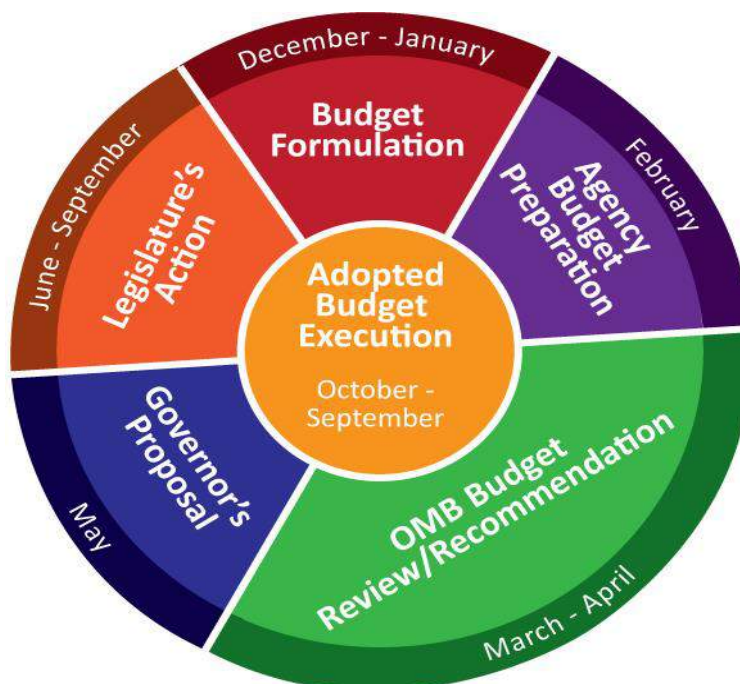 December - January
Budget
Formulation
February
Agency
Budget
Preparation
March - April
OMB Budget
Review/Recommendation
May
Governor's
Proposal
June - September
Legislature's
Action
Adopted
Budget
Execution
October -
September